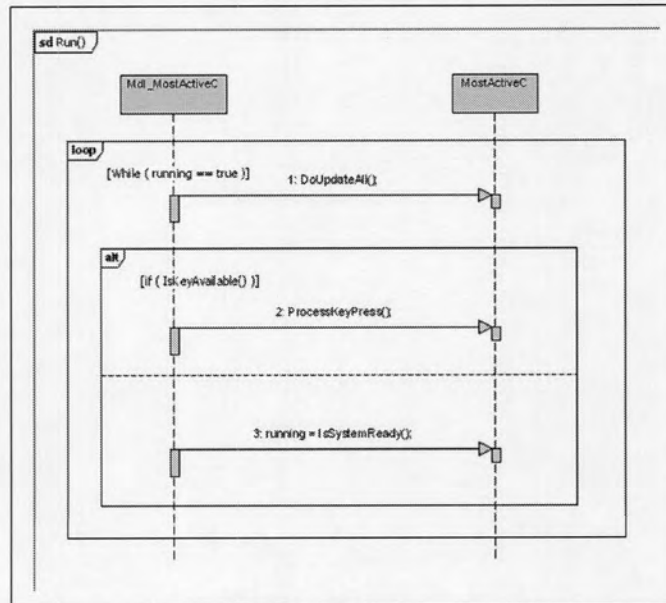 sd Run()
Mdl_MostActiveC
MostActiveC
loop
[While ( running == true )]
1: DoUpdateAll();
alt
[if ( IsKeyAvailable() )]
2: ProcessKeyPress();
3: running = IsSystemReady();